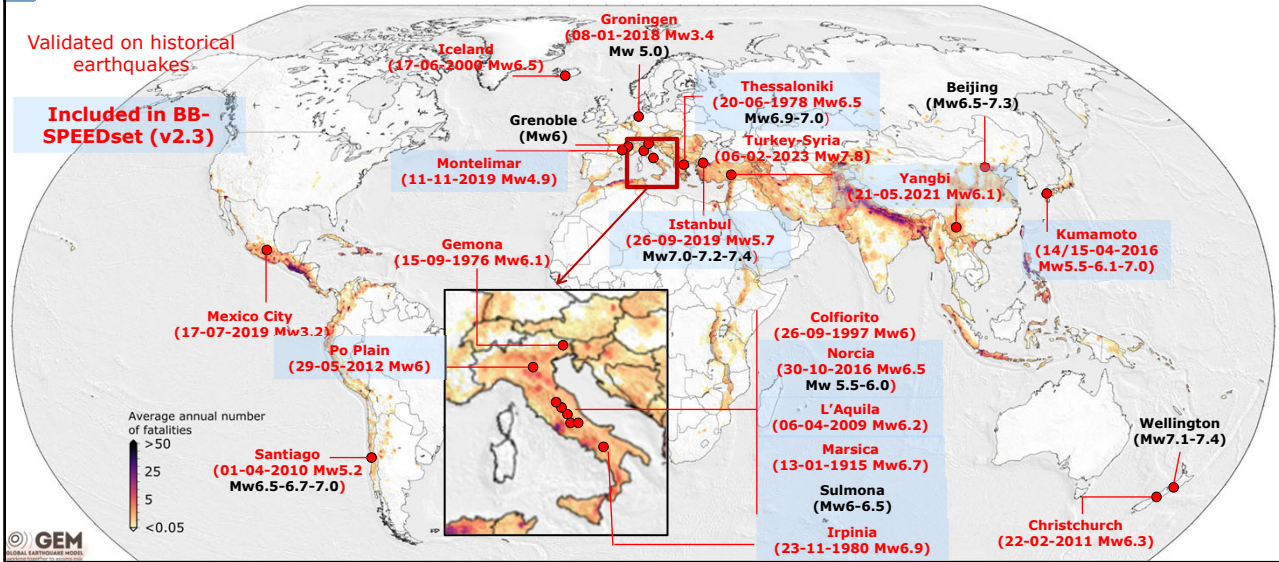 Validated on historical
earthquakes
Included in BB-
SPEEDset (v2.3)
Iceland
(17-06-2000 Mw6.5)
Groningen
(08-01-2018 Mw3.4
Mw 5.0)
Grenoble
(Mw6)
Montelimar
(11-11-2019 Mw4.9)
Thessaloniki
(20-06-1978 Mw6.5
Mw6.9-7.0)
Turkey-Syria
(06-02-2023 Mw7.8)
Beijing
(Mw6.5-7.3)
Yangbi
(21-05.2021 Mw6.1)
Kumamoto
(14/15-04-2016
Mw5.5-6.1-7.0)
Istanbul
(26-09-2019 Mw5.7
Mw7.0-7.2-7.4)
Gemona
(15-09-1976 Mw6.1)
Mexico City
(17-07-2019 Mw3.2)
Po Plain
(29-05-2012 Mw6)
Colfiorito
(26-09-1997 Mw6)
Norcia
(30-10-2016 Mw6.5
Mw 5.5-6.0)
L'Aquila
(06-04-2009 Mw6.2)
Marsica
(13-01-1915 Mw6.7)
Sulmona
(Mw6-6.5)
Irpinia
(23-11-1980 Mw6.9)
Wellington
(Mw7.1-7.4)
Christchurch
(22-02-2011 Mw6.3)
Average annual number
of fatalities
>50
25
5
<0.05
Santiago
(01-04-2010 Mw5.2
Mw6.5-6.7-7.0)
GEM
GLOBAL EARTHQUAKE MODEL
working together to assess risk